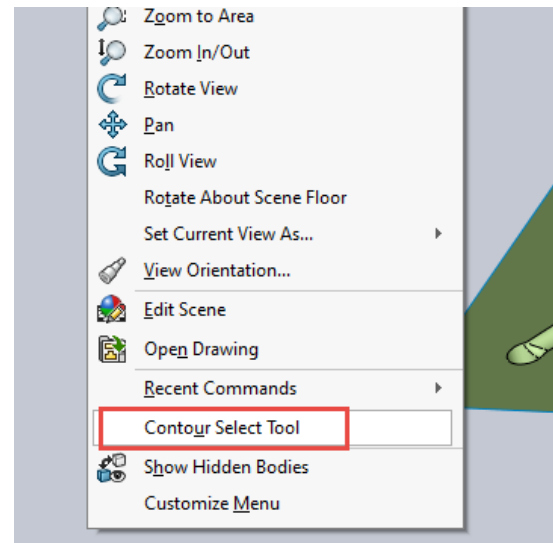 Zoom to Area
Zoom In/Out
Rotate View
Pan
Roll View
Rotate About Scene Floor
Set Current View As...
View Orientation...
Edit Scene
Open Drawing
Recent Commands
Contour Select Tool
Show Hidden Bodies
Customize Menu